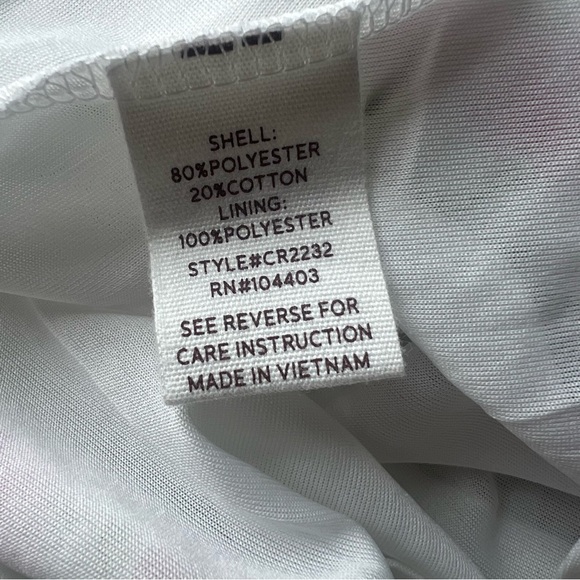 SHELL:
80%POLYESTER
20%COTTON
LINING:
100%POLYESTER
STYLE#CR2232
RN#104403
SEE REVERSE FOR
CARE INSTRUCTION
MADE IN VIETNAM